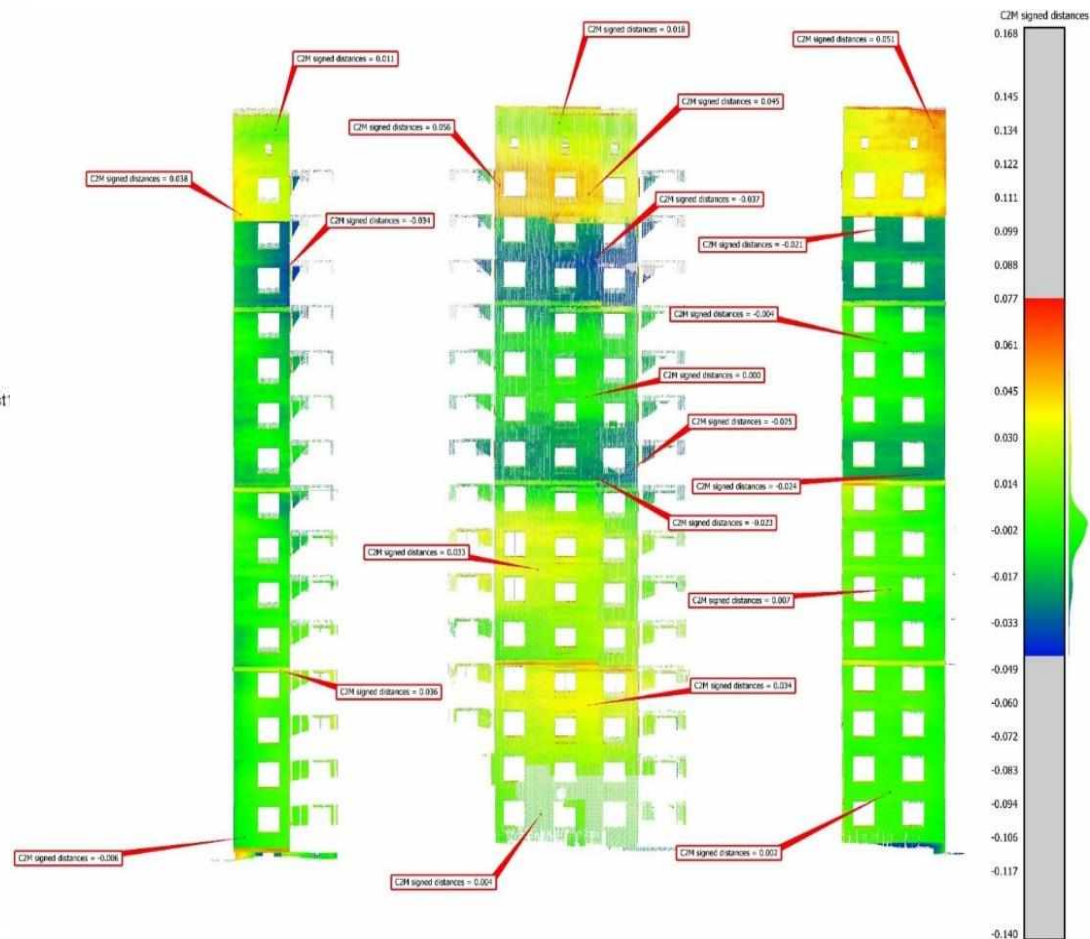 C2M signed distances
C2M signed distances = 0.018
C2M signed distances = 0.051
C2M signed distances = 0.011
C2M signed distances = 0.045
C2M signed distances = 0.056
C2M signed distances = 0.038
C2M signed distances = -0.037
C2M signed distances = -0.034
C2M signed distances = -0.021
C2M signed distances = -0.004
C2M signed distances = 0.000
C2M signed distances = -0.025
C2M signed distances = -0.024
C2M signed distances = -0.023
C2M signed distances = 0.033
C2M signed distances = 0.007
C2M signed distances = 0.034
C2M signed distances = 0.036
C2M signed distances = -0.006
C2M signed distances = 0.002
C2M signed distances = 0.004
0.168
0.145
0.134
0.122
0.111
0.099
0.088
0.077
0.061
0.045
0.030
0.014
-0.002
-0.017
-0.033
-0.049
-0.060
-0.072
-0.083
-0.094
-0.106
-0.117
-0.140